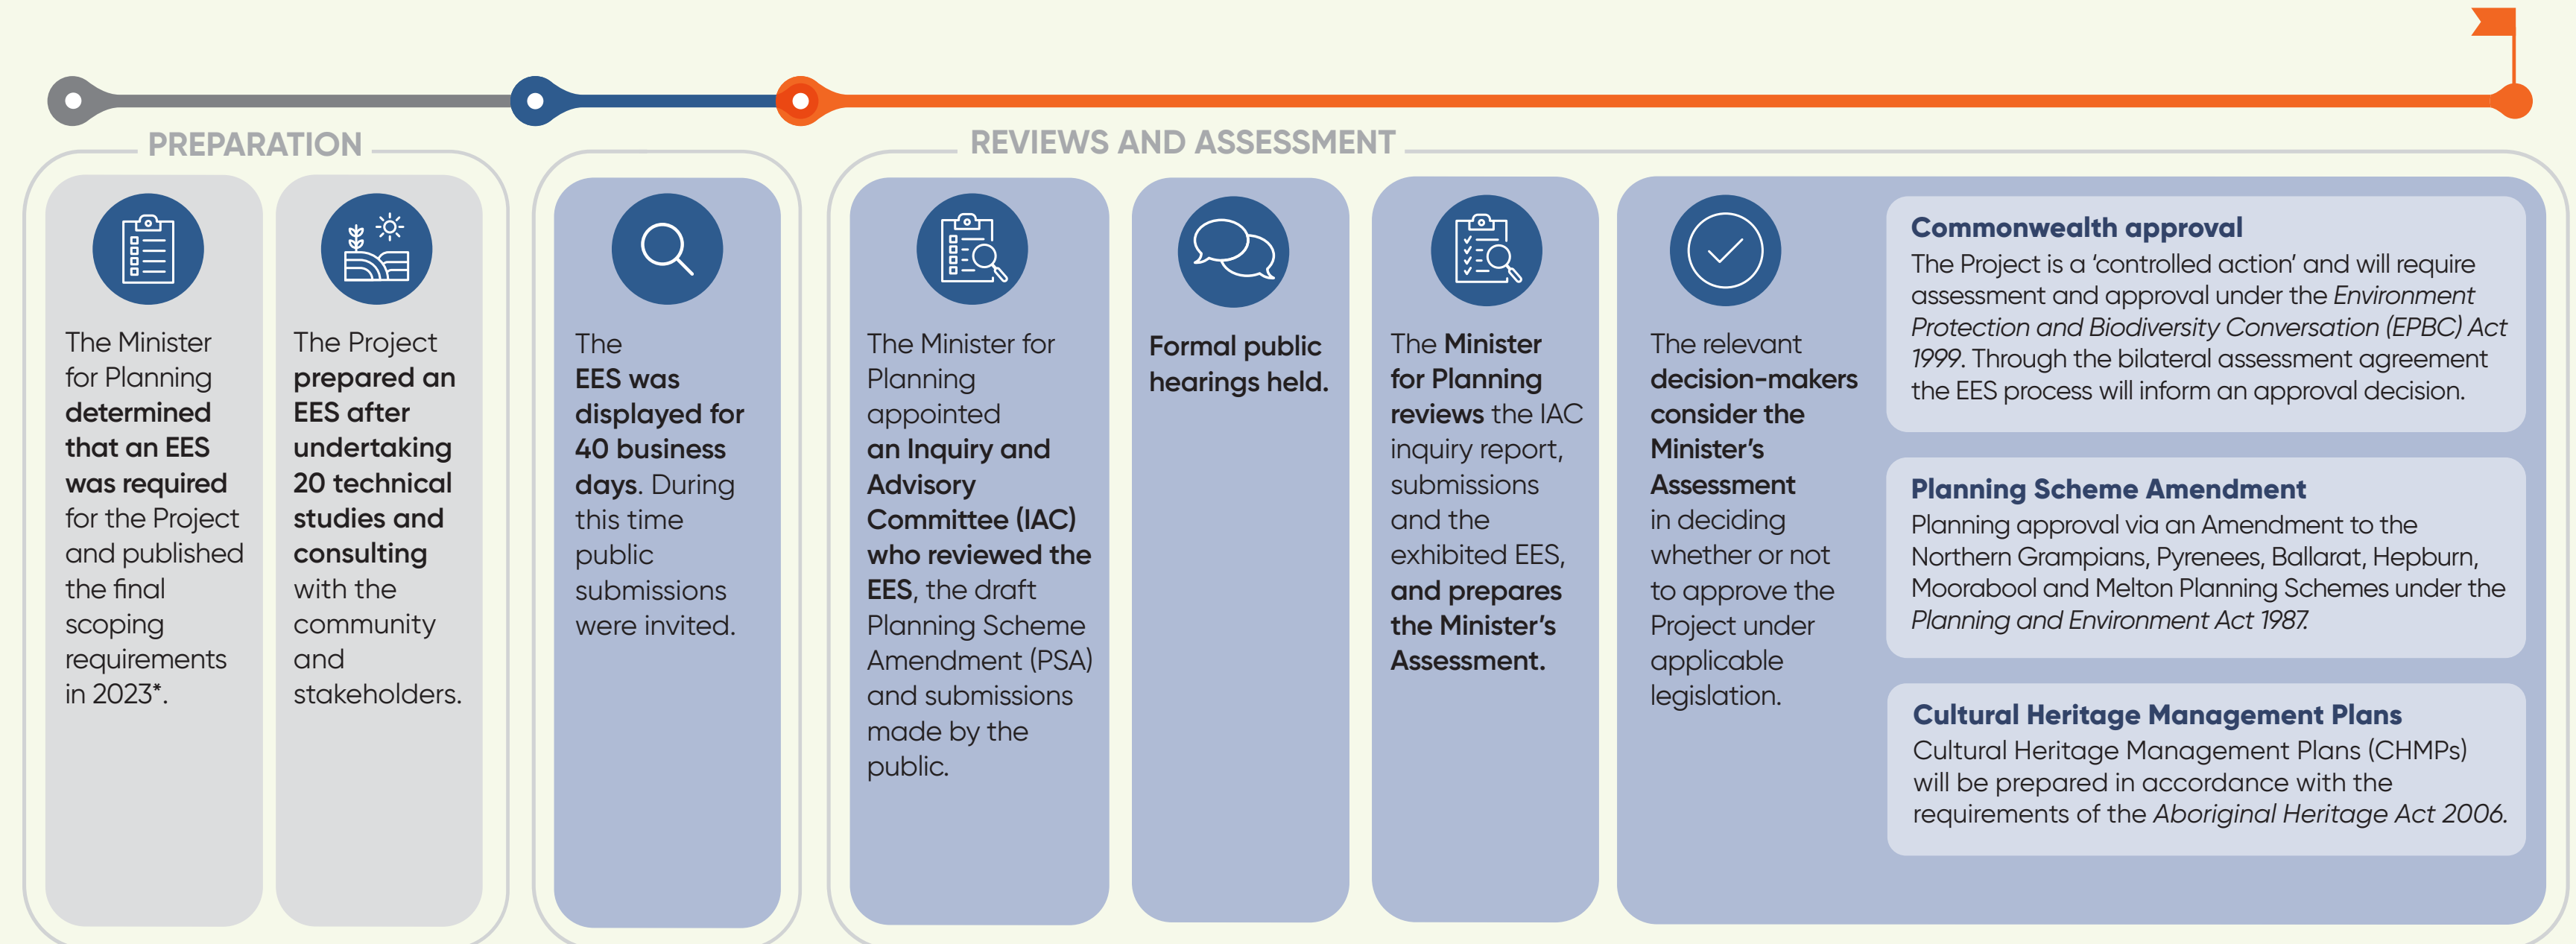 PREPARATION
The Minister
for Planning
determined
that an EES
was required
for the Project
and published
the final
scoping
requirements
in 2023*.
The Project
prepared an
EES after
undertaking
20 technical
studies and
consulting
with the
community
and
stakeholders.
The
EES was
displayed for
40 business
days. During
this time
public
submissions
were invited.
REVIEWS AND ASSESSMENT
The Minister for
Planning
appointed
an Inquiry and
Advisory
Committee (IAC)
who reviewed the
EES, the draft
Planning Scheme
Amendment (PSA)
and submissions
made by the
public.
Formal public
hearings held.
The Minister
for Planning
reviews the IAC
inquiry report,
submissions
and the
exhibited EES,
and prepares
the Minister’s
Assessment.
The relevant
decision-makers
consider the
Minister’s
Assessment
in deciding
whether or not
to approve the
Project under
applicable
legislation.
Commonwealth approval
The Project is a ‘controlled action’ and will require
assessment and approval under the Environment
Protection and Biodiversity Conversation (EPBC) Act
1999. Through the bilateral assessment agreement
the EES process will inform an approval decision.
Planning Scheme Amendment
Planning approval via an Amendment to the
Northern Grampians, Pyrenees, Ballarat, Hepburn,
Moorabool and Melton Planning Schemes under the
Planning and Environment Act 1987.
Cultural Heritage Management Plans
Cultural Heritage Management Plans (CHMPs)
will be prepared in accordance with the
requirements of the Aboriginal Heritage Act 2006.